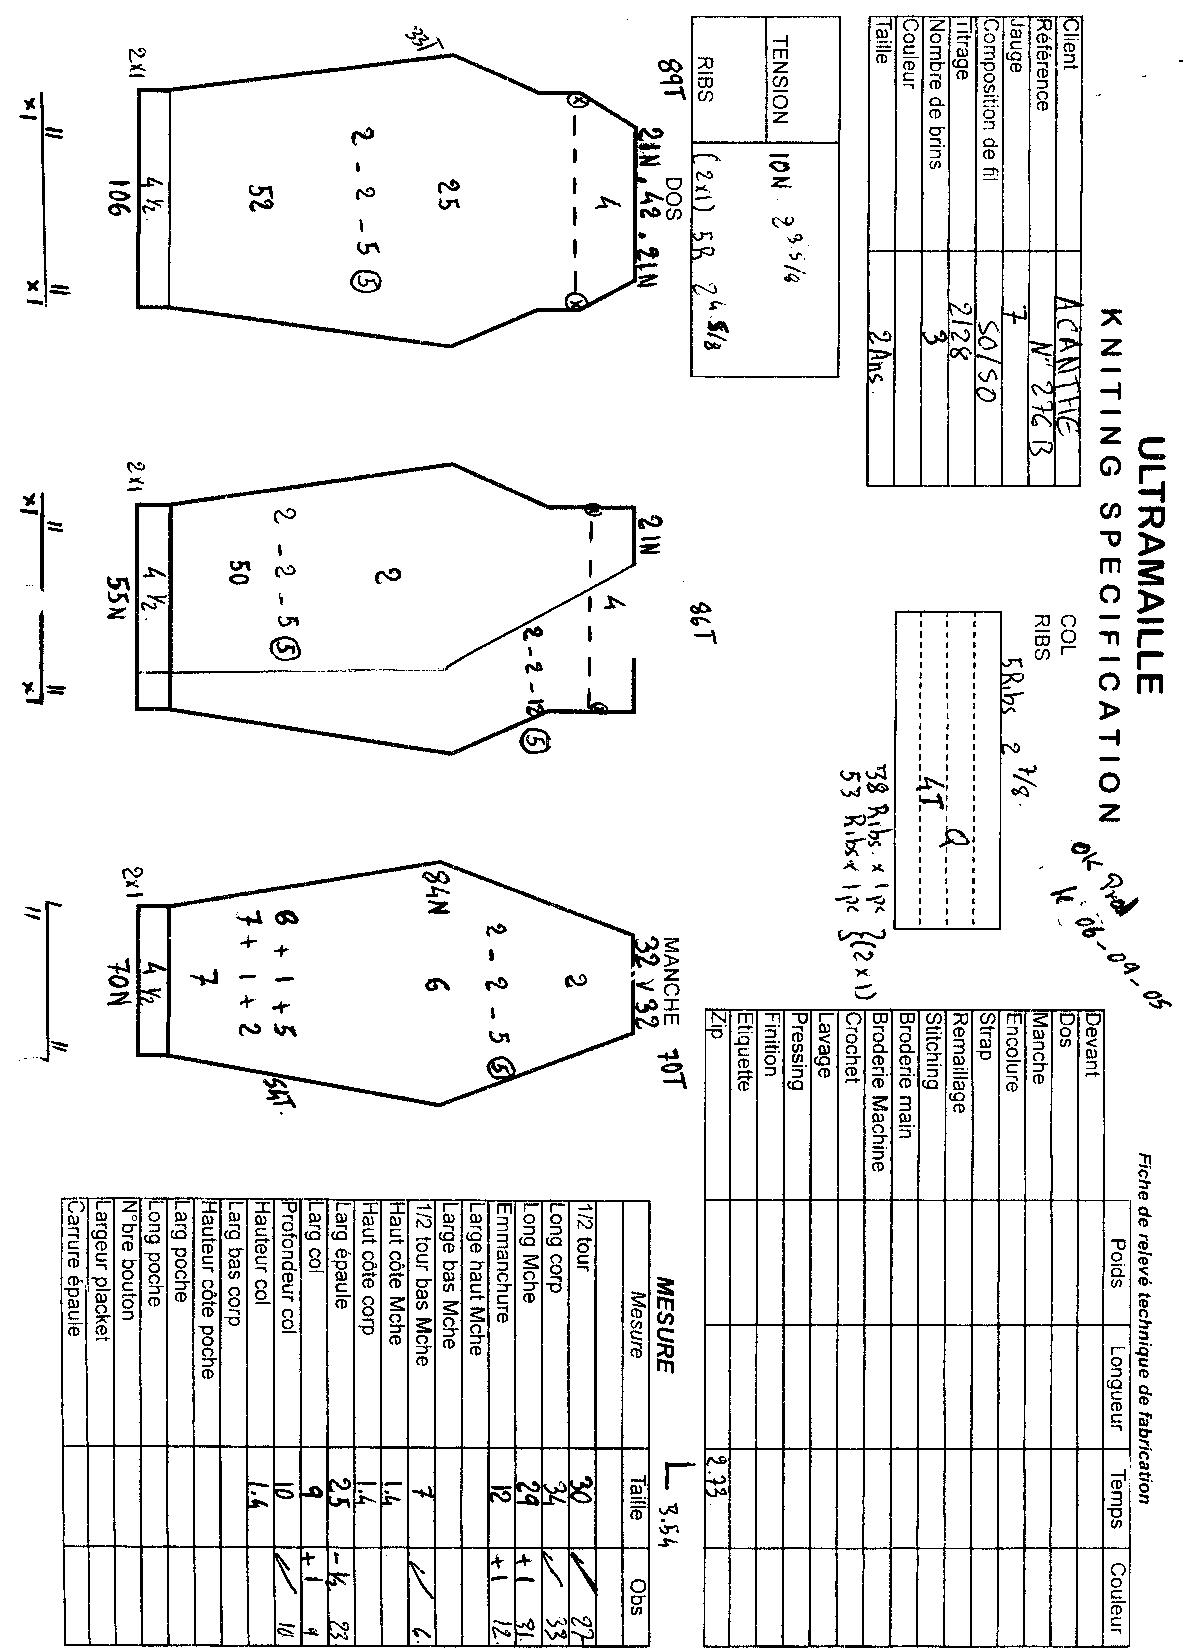 ULTRAMAILLE
KNITING SPECIFICATION
OK Prod
le 06-09-05
Client ACANTHE
Référence N° 276 B
Jauge 7
Composition de fil 50/50
Titrage 2/28
Nombre de brins 3
Couleur
Taille 2 Ans.
COL
RIBS
5 Ribs 2 7/8.
Q
4T
38 Ribs. x 1 pc
53 Ribs x 1 pc
(2x1)
TENSION 10N 2 3.5/8
RIBS (2x1) 5R 2 4.5/8
Fiche de relevé technique de fabrication
Poids Longueur Temps Couleur
Devant
Dos
Manche
Encolure
Strap
Remaillage
Stitching
Broderie main
Broderie Machine
Crochet
Lavage
Pressing
Finition
Etiquette
Zip 2.73
L 3.54
89T DOS
21N . 42 . 21N
4
33T
25
2 - 2 - 5 (5)
52
4 1/2
2x1
106
11 11
x1 x1
86T
21N
4
2 - 2 - 12 (5)
2
2 - 2 - 5 (5)
50
4 1/2.
2x1
55N
11 11
x1 x1
MANCHE 70T
32 v 32
2
2 - 2 - 5 (5)
84N 6
6 + 1 + 5
7 + 1 + 2
54T.
7
4 1/2
2x1
70N
11
11
MESURE
Mesure Taille Obs
1/2 tour 30 ✓ 27
Long corp 34 ✓ 33
Long Mche 29 +1 31.
Emmanchure 12 +1 12.
Large haut Mche
Large bas Mche
1/2 tour bas Mche 7 ✓ 6.
Haut côte Mche 1.4
Haut côte corp 1.4
Larg épaule 25 -1/2 23
Larg col 9 +1 9
Profondeur col 10 ✓ 10
Hauteur col 1.4
Larg bas corp
Hauteur côte poche
Larg poche
Long poche
N°bre bouton
Largeur placket
Carrure épaule